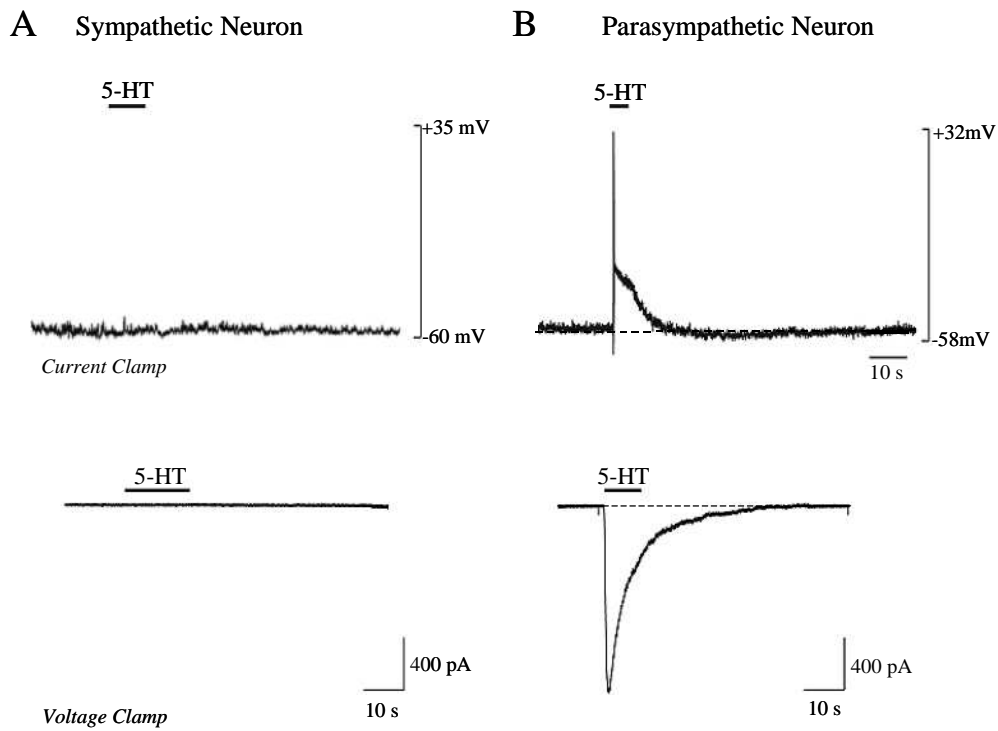 A Sympathetic Neuron
5-HT
+35 mV
-60 mV
Current Clamp
5-HT
400 pA
10 s
Voltage Clamp
B Parasympathetic Neuron
5-HT
+32mV
-58mV
10 s
5-HT
400 pA
10 s